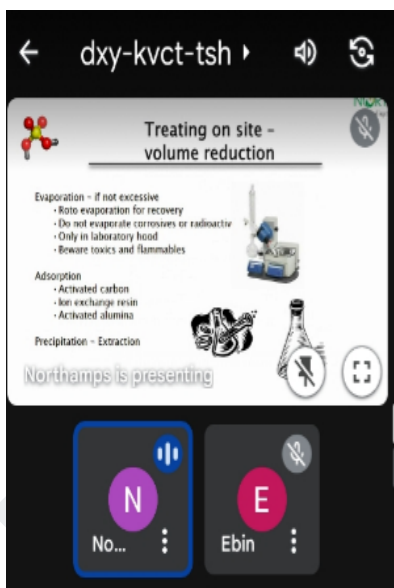 dxy-kvct-tsh
Treating on site –
volume reduction
Evaporation – if not excessive
· Roto evaporation for recovery
· Do not evaporate corrosives or radioactiv
· Only in laboratory hood
· Beware toxics and flammables
Adsorption
· Activated carbon
· Ion exchange resin
· Activated alumina
Precipitation – Extraction
Northamps is presenting
N
E
No...
Ebin